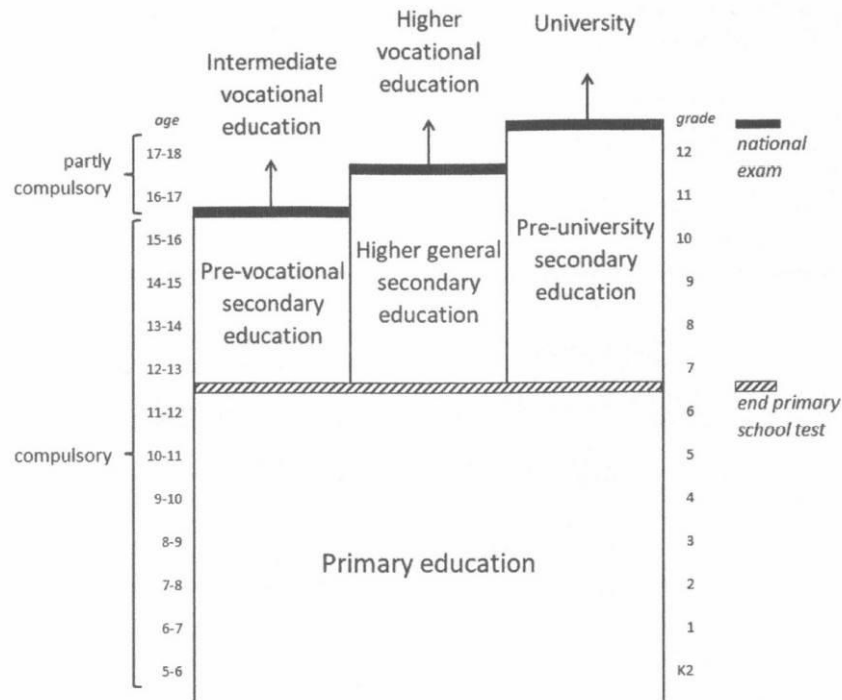 Higher
vocational
education
University
Intermediate
vocational
education
age
grade
national
exam
partly
compulsory
17-18
16-17
12
11
Pre-vocational
secondary
education
Higher general
secondary
education
Pre-university
secondary
education
15-16
14-15
13-14
12-13
10
9
8
7
end primary
school test
compulsory
11-12
10-11
9-10
8-9
7-8
6-7
5-6
Primary education
6
5
4
3
2
1
K2